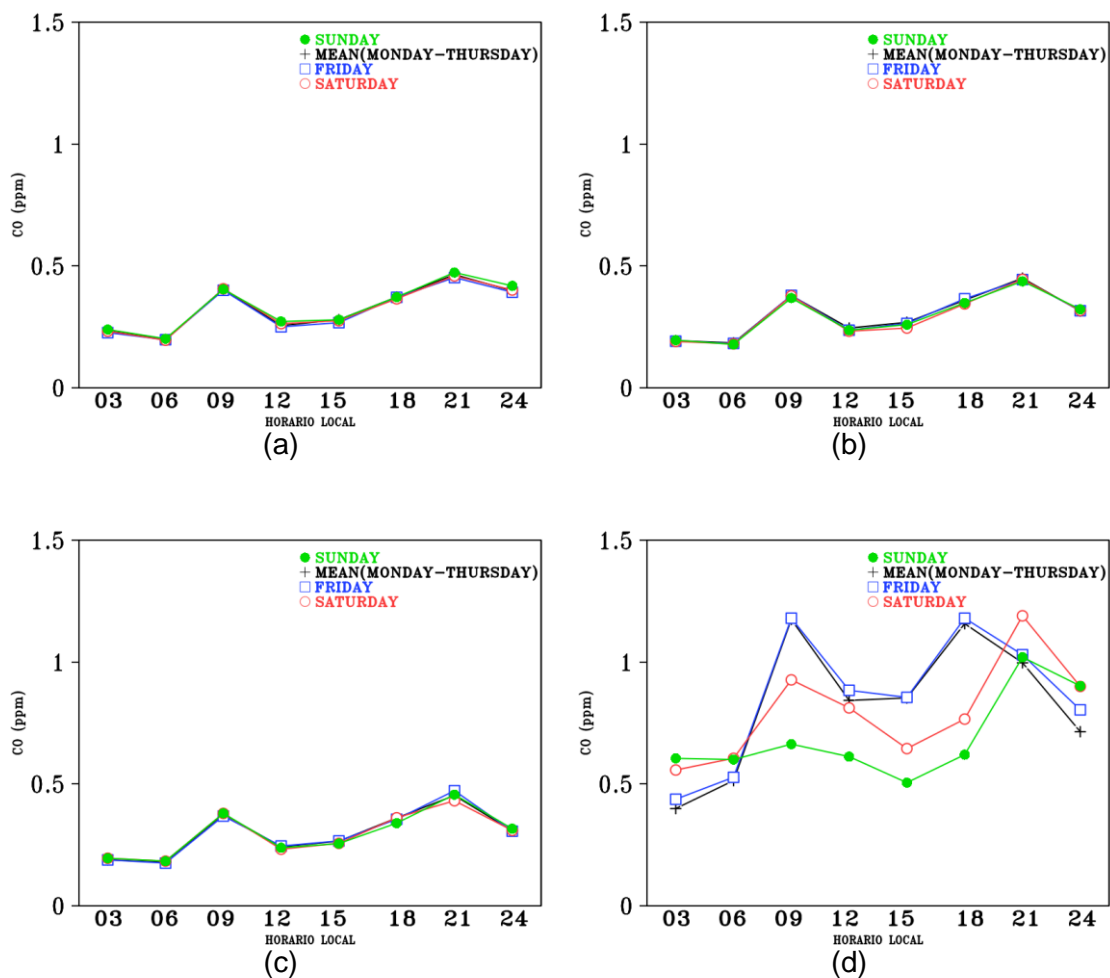 1.5
1
0.5
0
CO (ppm)
SUNDAY
MEAN(MONDAY-THURSDAY)
FRIDAY
SATURDAY
03 06 09 12 15 18 21 24
HORARIO LOCAL
(a)
1.5
1
0.5
0
CO (ppm)
SUNDAY
MEAN(MONDAY-THURSDAY)
FRIDAY
SATURDAY
03 06 09 12 15 18 21 24
HORARIO LOCAL
(b)
1.5
1
0.5
0
CO (ppm)
SUNDAY
MEAN(MONDAY-THURSDAY)
FRIDAY
SATURDAY
03 06 09 12 15 18 21 24
HORARIO LOCAL
(c)
1.5
1
0.5
0
CO (ppm)
SUNDAY
MEAN(MONDAY-THURSDAY)
FRIDAY
SATURDAY
03 06 09 12 15 18 21 24
HORARIO LOCAL
(d)